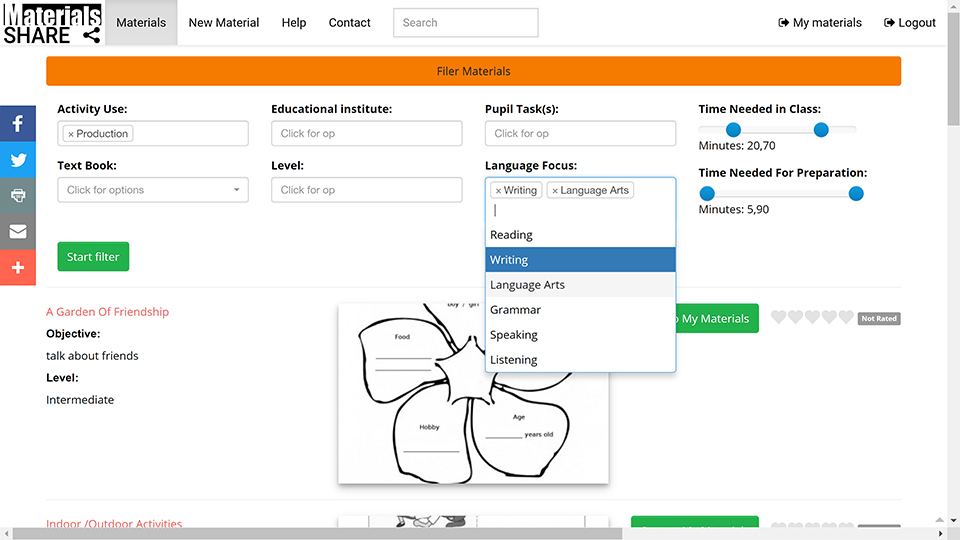 Materials
SHARE
Materials
New Material
Help
Contact
Search
My materials
Logout
Filer Materials
Activity Use:
× Production
Educational institute:
Click for op
Pupil Task(s):
Click for op
Time Needed in Class:
Minutes: 20,70
Text Book:
Click for options
Level:
Click for op
Language Focus:
× Writing × Language Arts
Reading
Writing
Language Arts
Grammar
Speaking
Listening
Time Needed For Preparation:
Minutes: 5,90
Start filter
A Garden Of Friendship
Objective:
talk about friends
Level:
Intermediate
boy / girl
Food
Hobby
Age
years old
My Materials
Not Rated
Indoor /Outdoor Activities